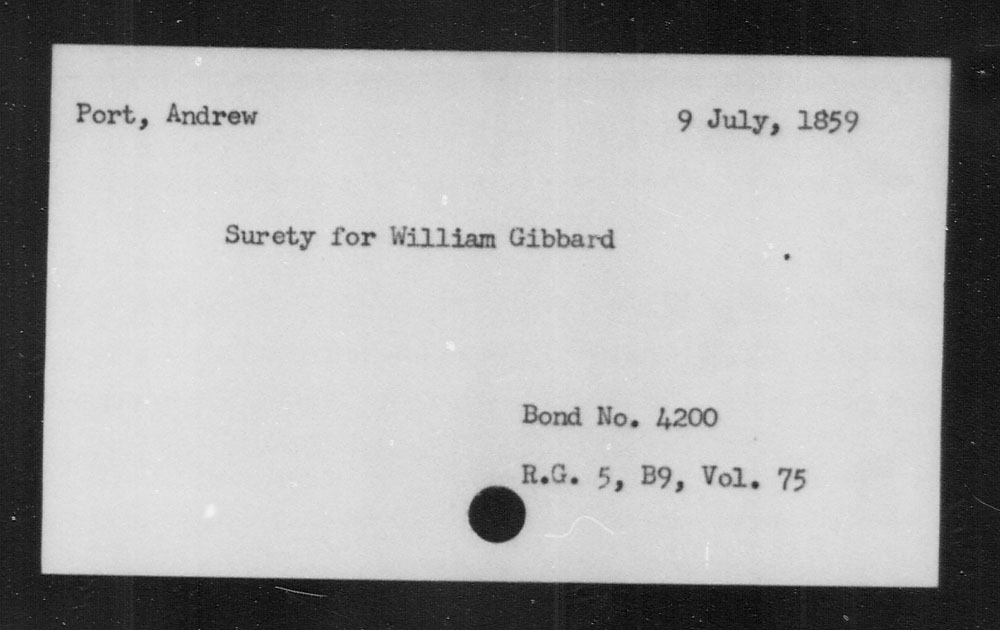 Port, Andrew 9 July, 1859
Surety for William Gibbard
Bond No. 4200
R.G. 5, B9, Vol. 75